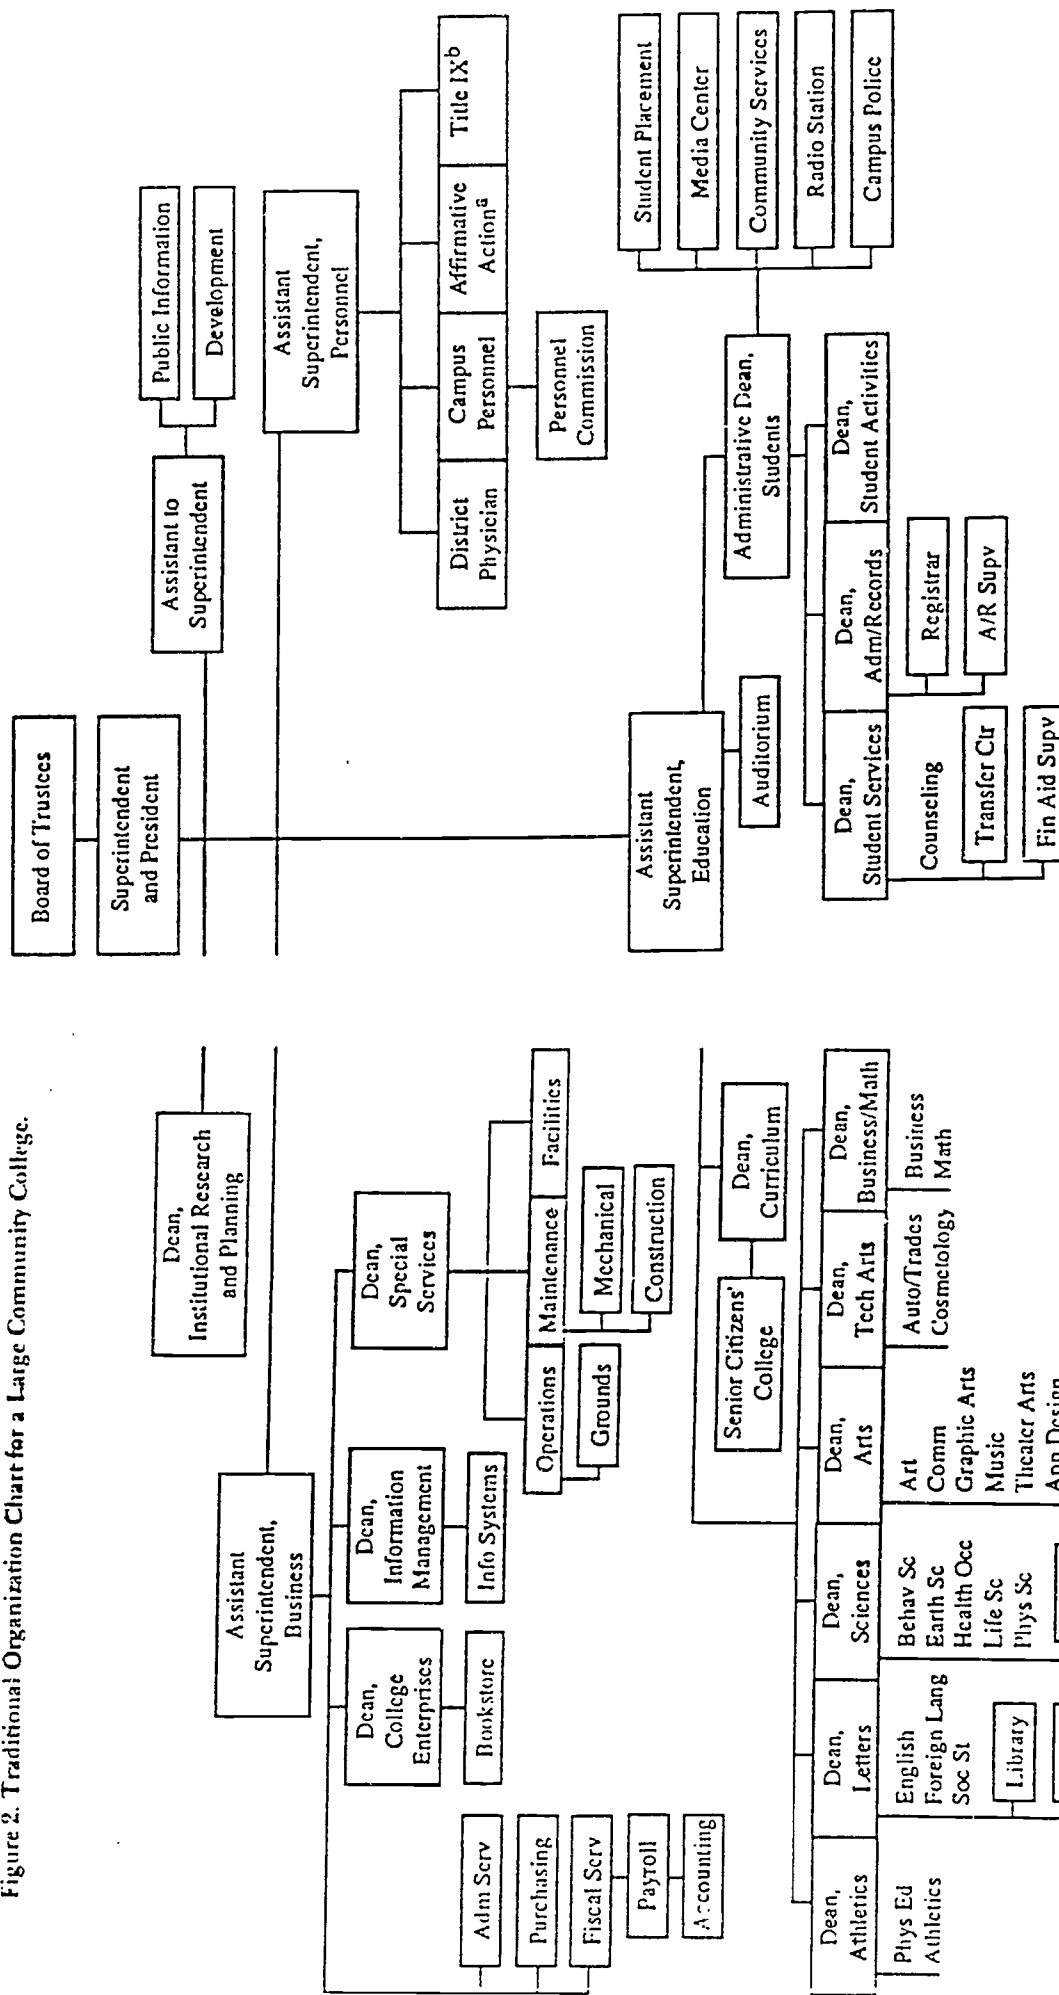 Figure 2. Traditional Organization Chart for a Large Community College.
Board of Trustees
Superintendent
and President
Dean,
Institutional Research
and Planning
Assistant to
Superintendent
Public Information
Development
Assistant
Superintendent,
Business
Assistant
Superintendent,
Personnel
Dean,
College
Enterprises
Dean,
Information
Management
Dean,
Special
Services
Adm Serv
Purchasing
Fiscal Serv
Payroll
Accounting
Bookstore
Info Systems
Operations
Maintenance
Facilities
Grounds
Mechanical
Construction
District
Physician
Campus
Personnel
Affirmative
Action a
Title IX b
Personnel
Commission
Assistant
Superintendent,
Education
Senior Citizens'
College
Dean,
Curriculum
Auditorium
Administrative Dean,
Students
Student Placement
Media Center
Community Services
Radio Station
Campus Police
Dean,
Athletics
Dean,
Letters
Dean,
Sciences
Dean,
Arts
Dean,
Tech Arts
Dean,
Business/Math
Dean,
Student Services
Dean,
Adm/Records
Dean,
Student Activities
Phys Ed
Athletics
English
Foreign Lang
Soc St
Library
Behav Sc
Earth Sc
Health Occ
Life Sc
Phys Sc
Art
Comm
Graphic Arts
Music
Theater Arts
App Design
Auto/Trades
Cosmetology
Business
Math
Counseling
Transfer Ctr
Fin Aid Supv
Registrar
A/R Supv